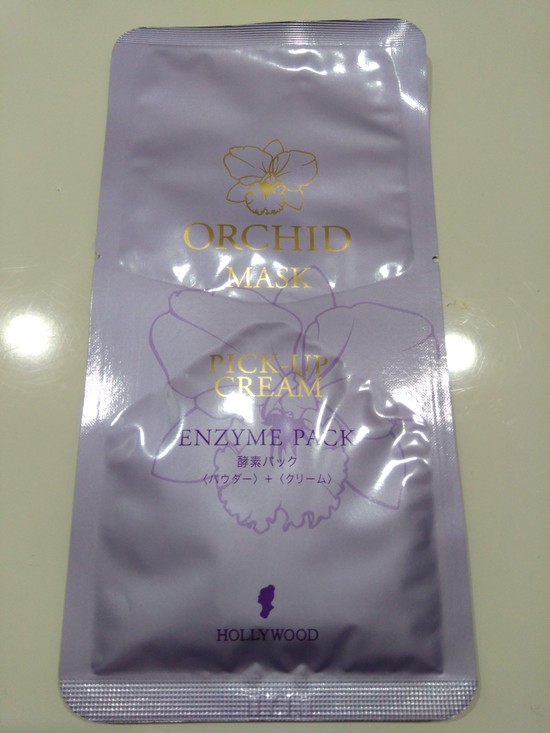 ORCHID
MASK
PICK-UP
CREAM
ENZYME PACK
酵素パック
〈パウダー〉+〈クリーム〉
HOLLYWOOD